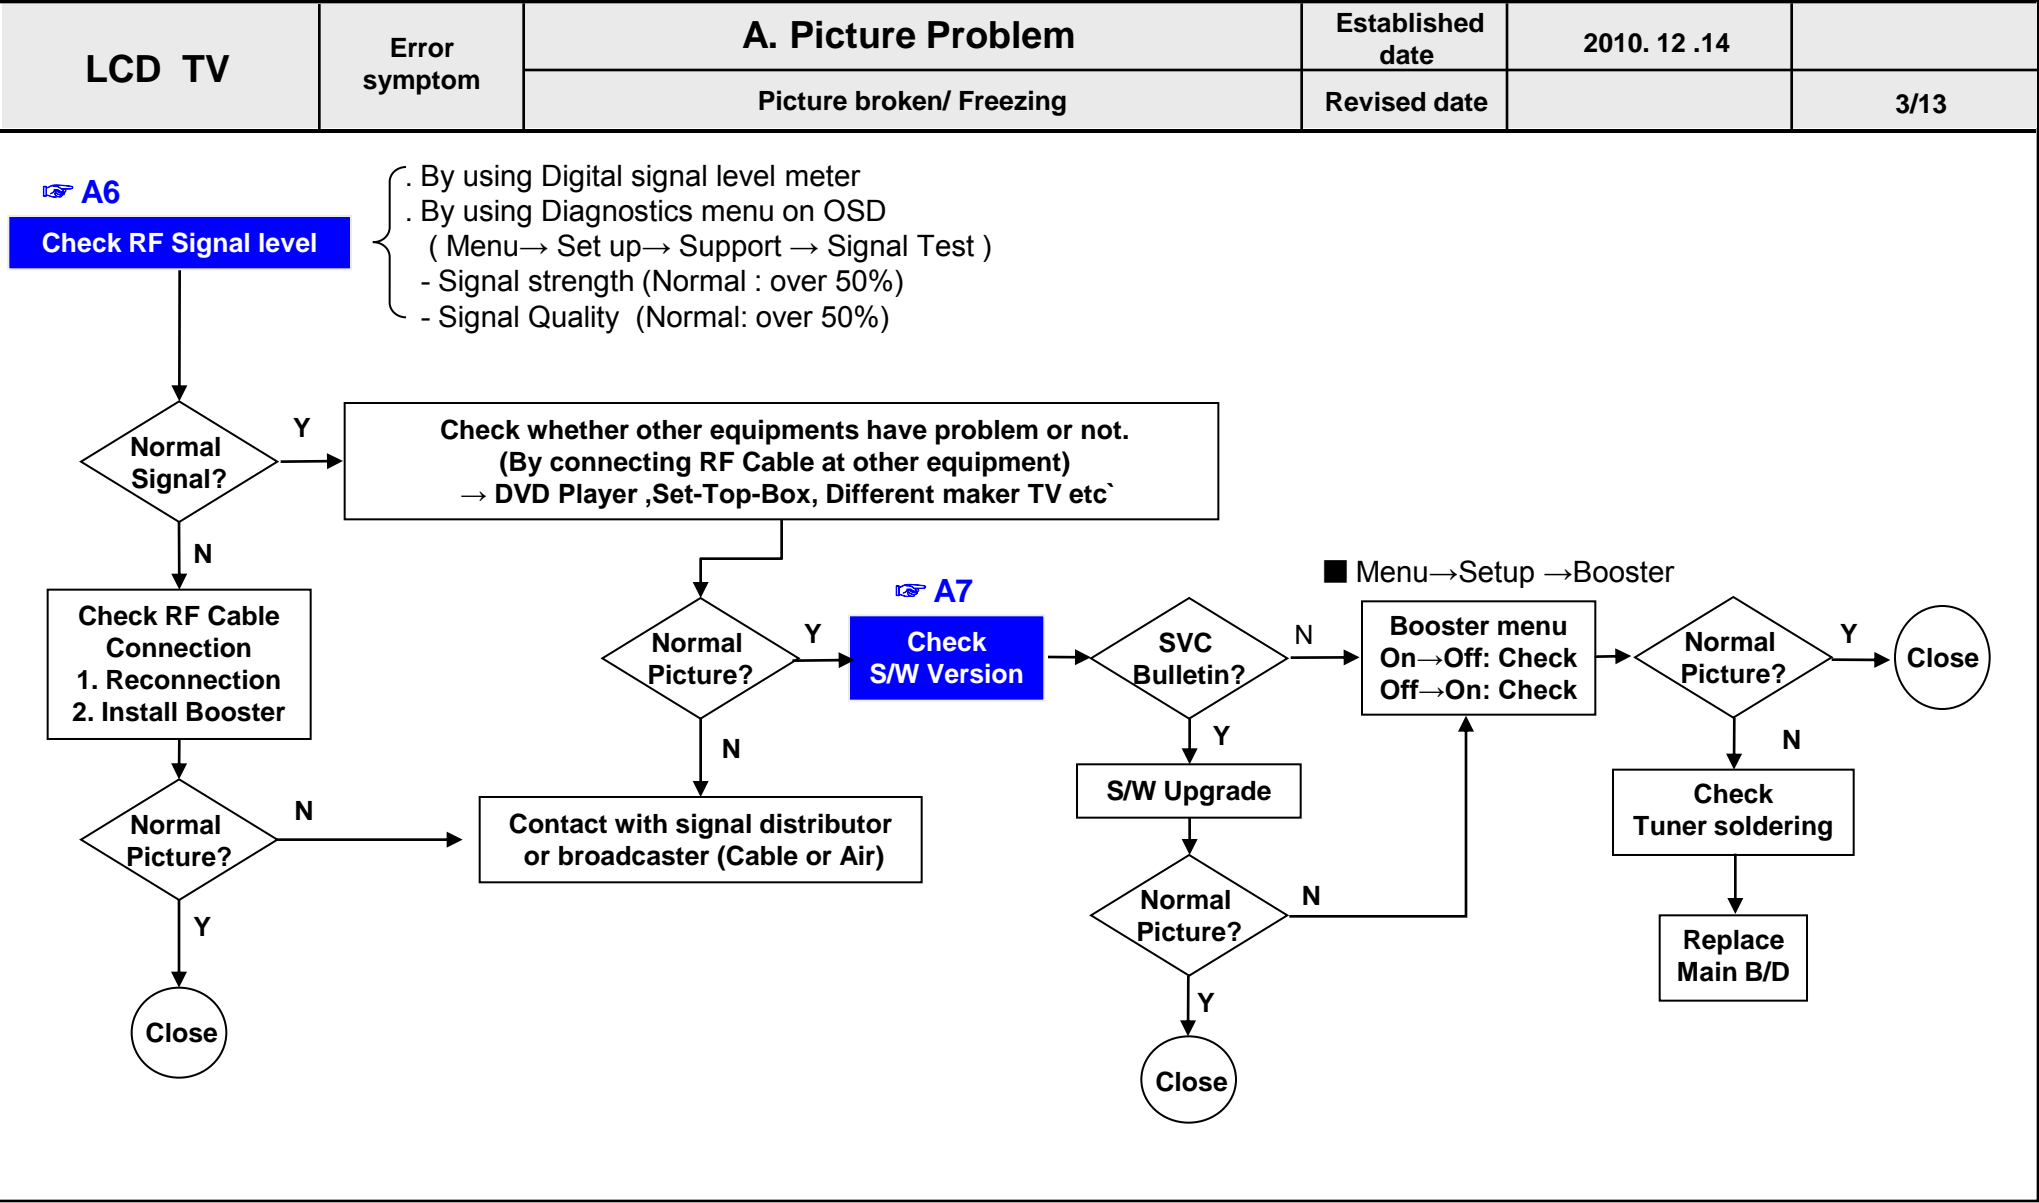 LCD TV
Error
symptom
A. Picture Problem
Established
date
2010. 12 .14
Picture broken/ Freezing
Revised date
3/13
☞ A6
Check RF Signal level
. By using Digital signal level meter
. By using Diagnostics menu on OSD
( Menu→ Set up→ Support → Signal Test )
- Signal strength (Normal : over 50%)
- Signal Quality (Normal: over 50%)
Normal
Signal?
Y
Check whether other equipments have problem or not.
(By connecting RF Cable at other equipment)
→ DVD Player ,Set-Top-Box, Different maker TV etc`
N
Check RF Cable
Connection
1. Reconnection
2. Install Booster
Normal
Picture?
Y
☞ A7
Check
S/W Version
SVC
Bulletin?
N
■ Menu→Setup →Booster
Booster menu
On→Off: Check
Off→On: Check
Normal
Picture?
Y
Close
N
Y
N
S/W Upgrade
Check
Tuner soldering
Normal
Picture?
N
Contact with signal distributor
or broadcaster (Cable or Air)
Normal
Picture?
N
Replace
Main B/D
Y
Close
Y
Close